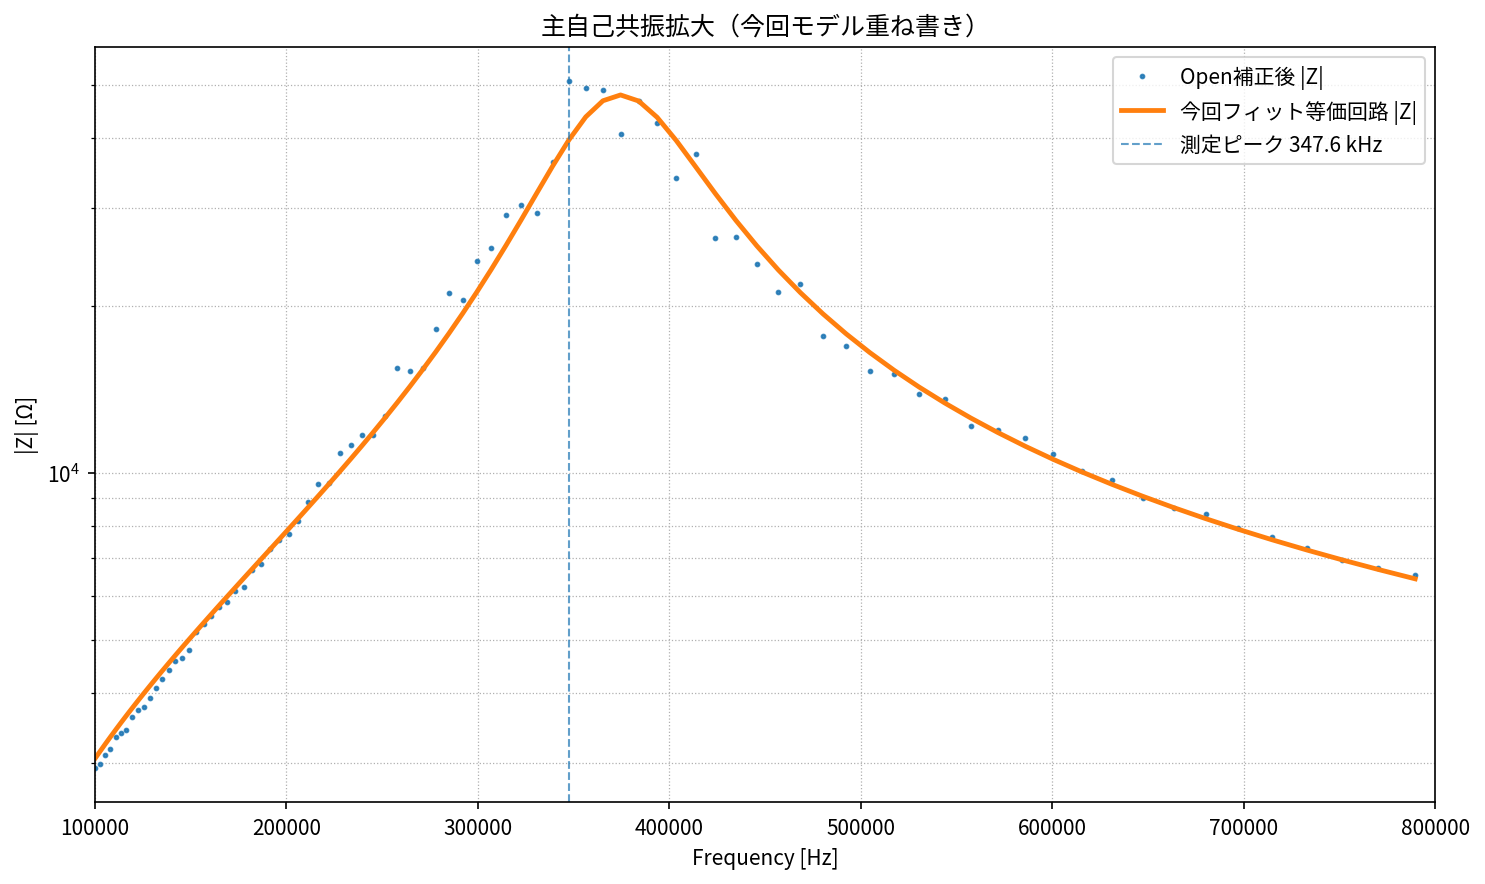 主自己共振拡大（今回モデル重ね書き）
Open補正後 |Z|
今回フィット等価回路 |Z|
測定ピーク 347.6 kHz
|Z| [Ω]
10⁴
100000 200000 300000 400000 500000 600000 700000 800000
Frequency [Hz]